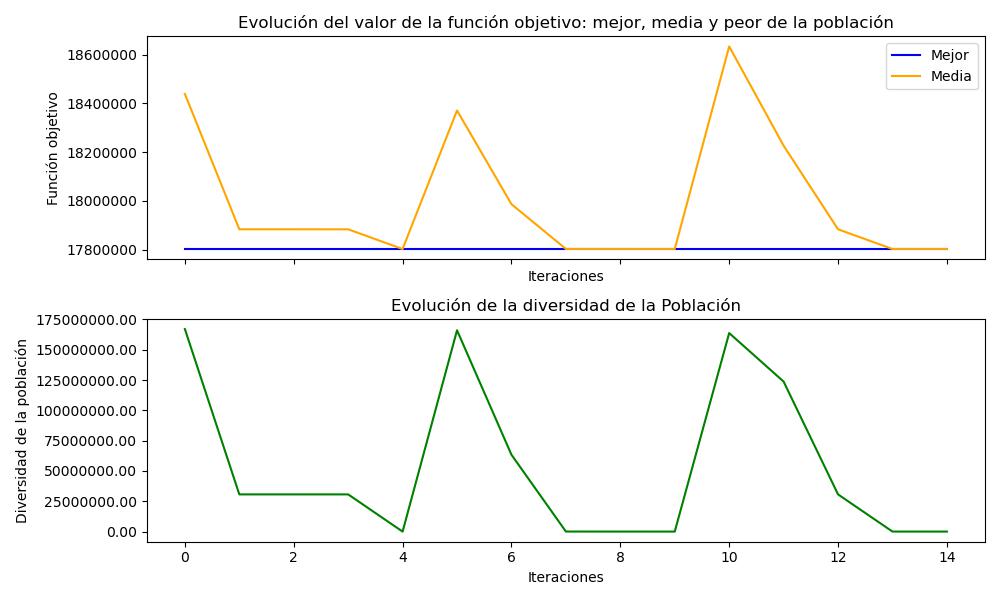 Evolución del valor de la función objetivo: mejor, media y peor de la población
Función objetivo
18600000
18400000
18200000
18000000
17800000
Mejor
Media
Iteraciones
Evolución de la diversidad de la Población
Diversidad de la población
175000000.00
150000000.00
125000000.00
100000000.00
75000000.00
50000000.00
25000000.00
0.00
0 2 4 6 8 10 12 14
Iteraciones